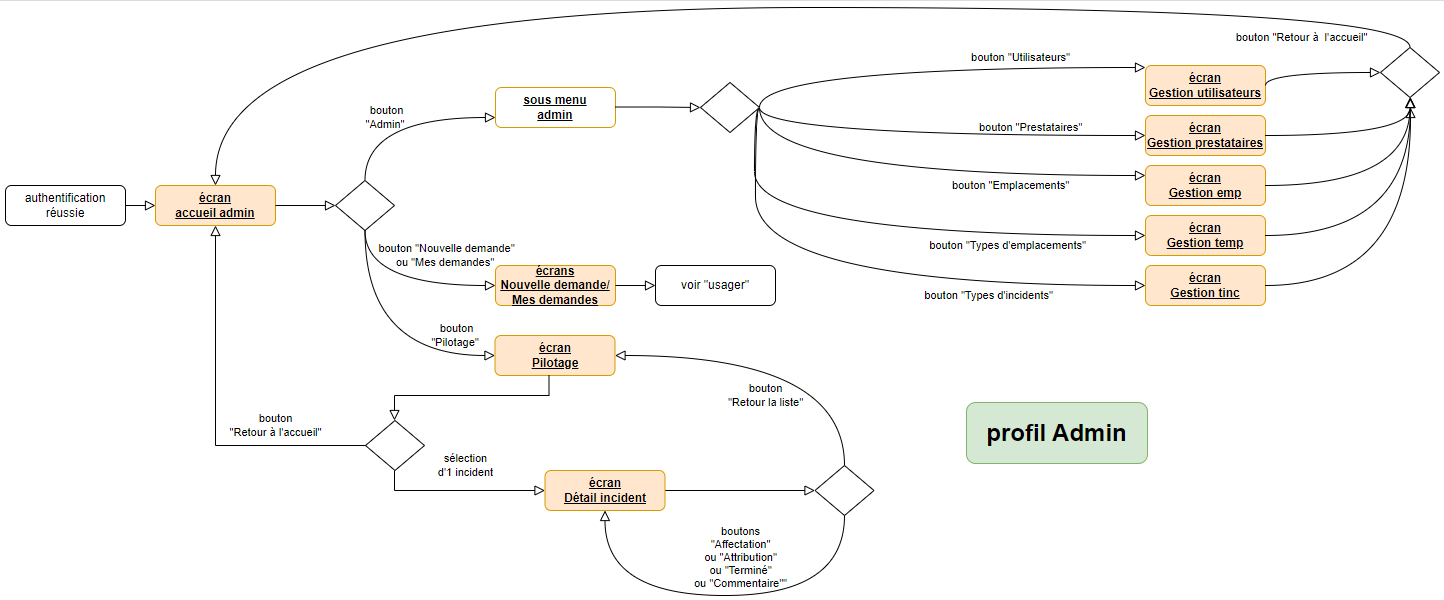 bouton "Retour à  l'accueil"
bouton "Utilisateurs"
écran
Gestion utilisateurs
bouton
"Admin"
sous menu
admin
bouton "Prestataires"
écran
Gestion prestataires
bouton "Emplacements"
écran
Gestion emp
authentification
réussie
écran
accueil admin
bouton "Types d'emplacements"
écran
Gestion temp
bouton "Nouvelle demande"
ou "Mes demandes"
écrans
Nouvelle demande/
Mes demandes
voir "usager"
bouton "Types d'incidents"
écran
Gestion tinc
bouton
"Pilotage"
écran
Pilotage
bouton
"Retour la liste"
bouton
"Retour à l'accueil"
profil Admin
sélection
d'1 incident
écran
Détail incident
boutons
"Affectation"
ou "Attribution"
ou "Terminé"
ou "Commentaire""